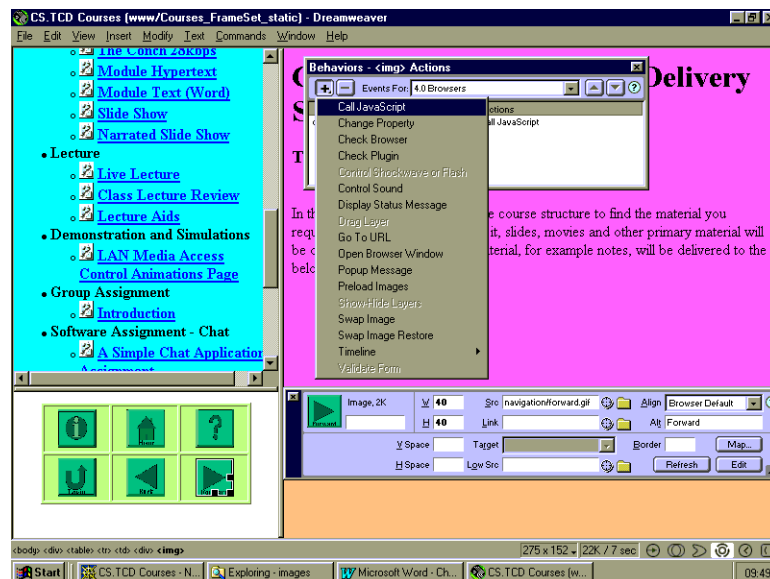 CS.TCD Courses (www/Courses_FrameSet_static) - Dreamweaver
File Edit View Insert Modify Text Commands Window Help
The Conch 28kbps
Module Hypertext
Module Text (Word)
Slide Show
Narrated Slide Show
Lecture
Live Lecture
Class Lecture Review
Lecture Aids
Demonstration and Simulations
LAN Media Access
Control Animations Page
Group Assignment
Introduction
Software Assignment - Chat
A Simple Chat Application
Assignment
Delivery
Behaviors - <img> Actions
Events For: 4.0 Browsers
ctions
all JavaScript
Call JavaScript
Change Property
Check Browser
Check Plugin
Control Shockwave or Flash
Control Sound
Display Status Message
Drag Layer
Go To URL
Open Browser Window
Popup Message
Preload Images
Show-Hide Layers
Swap Image
Swap Image Restore
Timeline
Validate Form
In th e course structure to find the material you
requ it, slides, movies and other primary material will
be c terial, for example notes, will be delivered to the
belo
Image, 2K W 40 Src navigation/forward.gif Align Browser Default
H 40 Link Alt Forward
V Space Target Border Map...
H Space Low Src Refresh Edit
Forward
Home
?
<body> <div> <table> <tr> <td> <div> <img>
275 x 152 22K / 7 sec
Start CS.TCD Courses - N... Exploring - images Microsoft Word - Ch... CS.TCD Courses (w... 09:49